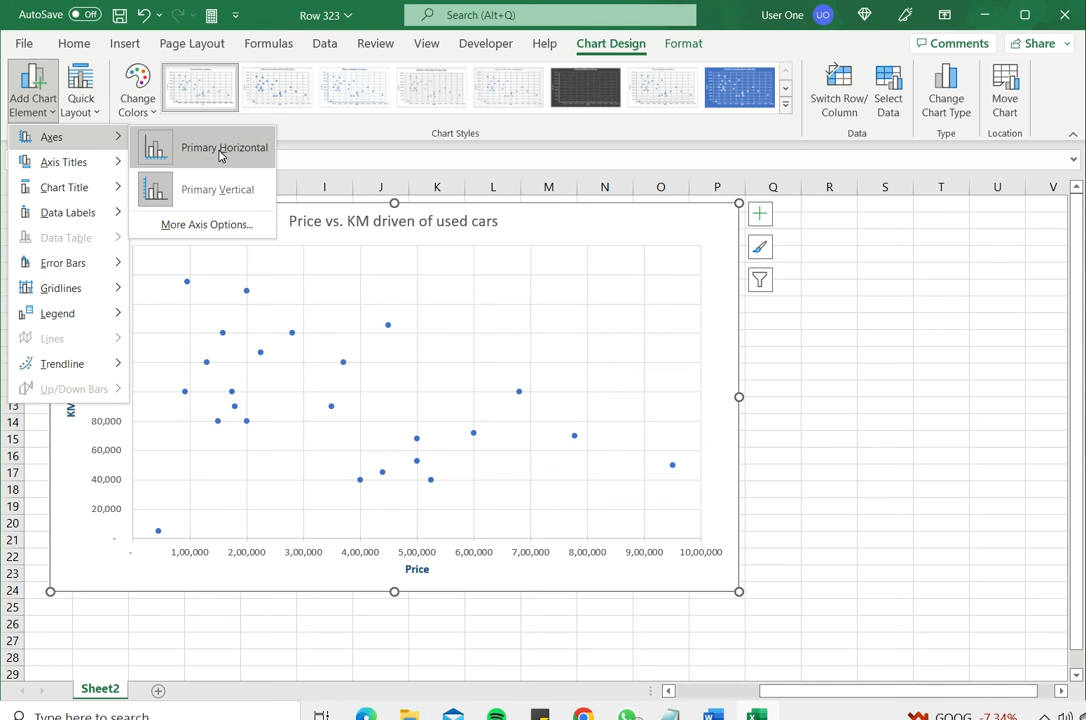 AutoSave Off Row 323 Search (Alt+Q) User One UO
File Home Insert Page Layout Formulas Data Review View Developer Help Chart Design Format Comments Share
Add Chart Element Quick Layout Change Colors Switch Row/ Column Select Data Change Chart Type Move Chart
Chart Styles Data Type Location
Axes
Axis Titles
Chart Title
Data Labels
Data Table
Error Bars
Gridlines
Legend
Lines
Trendline
Up/Down Bars
Primary Horizontal
Primary Vertical
More Axis Options...
I J K L M N O P Q R S T U V
Price vs. KM driven of used cars
80,000
60,000
40,000
20,000
-
- 1,00,000 2,00,000 3,00,000 4,00,000 5,00,000 6,00,000 7,00,000 8,00,000 9,00,000 10,00,000
Price
13
14
15
16
17
18
19
20
21
22
23
24
25
26
27
28
29
Sheet2
Type here to search
GOOG -7.34%